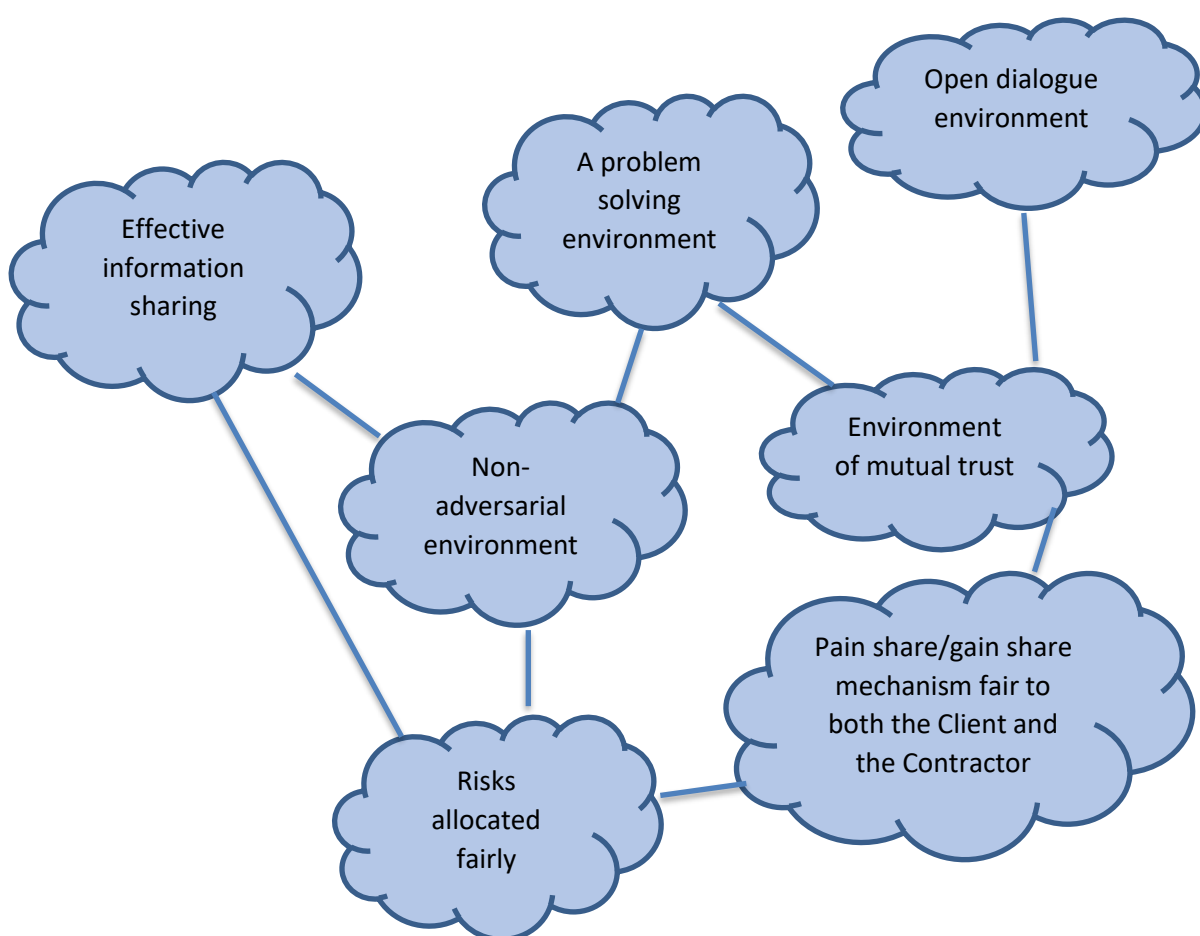 Open dialogue
environment
A problem
solving
environment
Effective
information
sharing
Environment
of mutual trust
Non-
adversarial
environment
Pain share/gain share
mechanism fair to
both the Client and
the Contractor
Risks
allocated
fairly